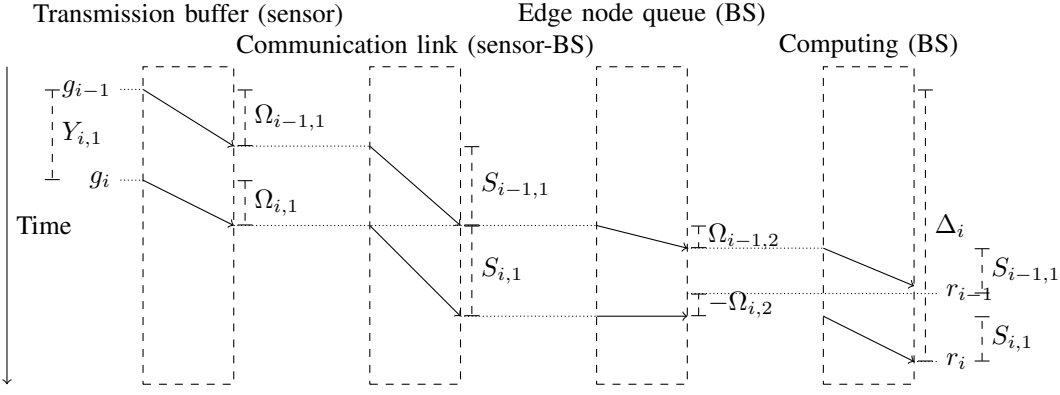 Transmission buffer (sensor)
Edge node queue (BS)
Communication link (sensor-BS)
Computing (BS)
g_{i−1}
Ω_{i−1,1}
Y_{i,1}
S_{i−1,1}
g_i
Ω_{i,1}
Time
Δ_i
Ω_{i−1,2}
S_{i,1}
S_{i−1,1}
r_{i−1}
−Ω_{i,2}
S_{i,1}
r_i